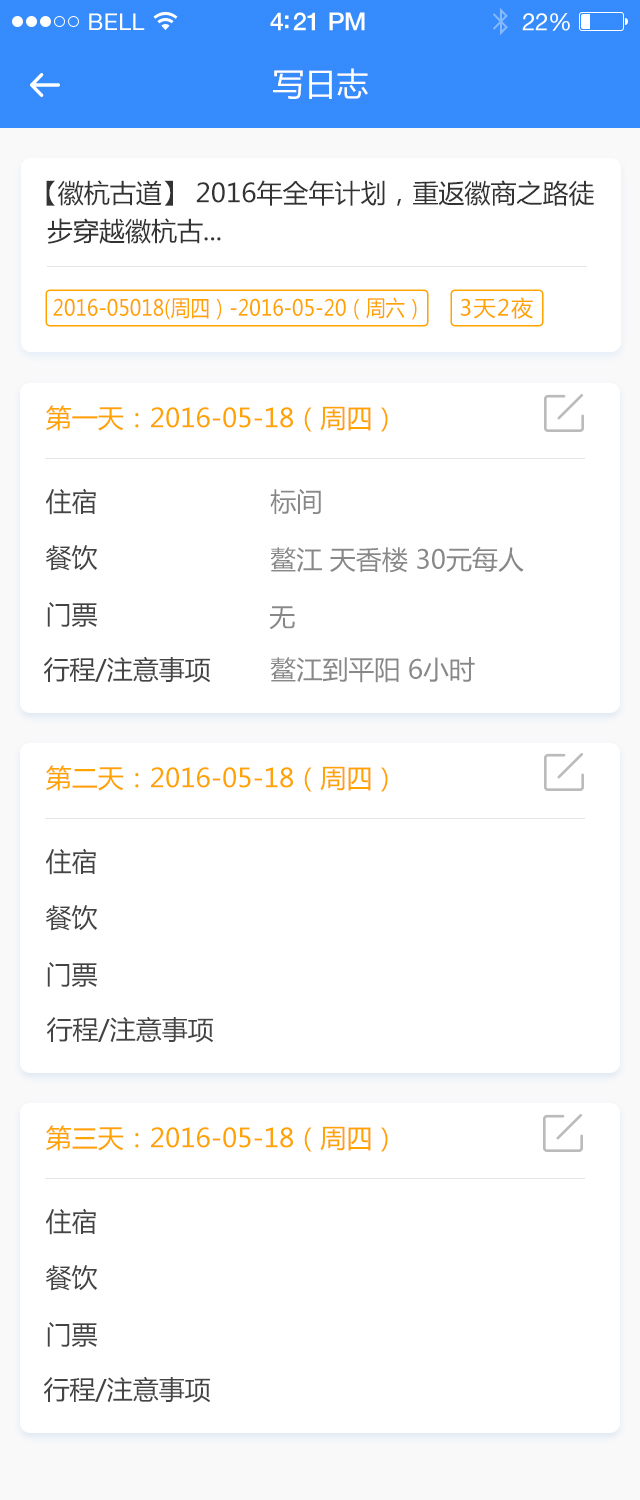 BELL
4:21 PM
22%
写日志
【徽杭古道】 2016年全年计划，重返徽商之路徒
步穿越徽杭古...
2016-05018(周四）-2016-05-20（周六）
3天2夜
第一天：2016-05-18（周四）
住宿 标间
餐饮 鳌江 天香楼 30元每人
门票 无
行程/注意事项 鳌江到平阳 6小时
第二天：2016-05-18（周四）
住宿
餐饮
门票
行程/注意事项
第三天：2016-05-18（周四）
住宿
餐饮
门票
行程/注意事项